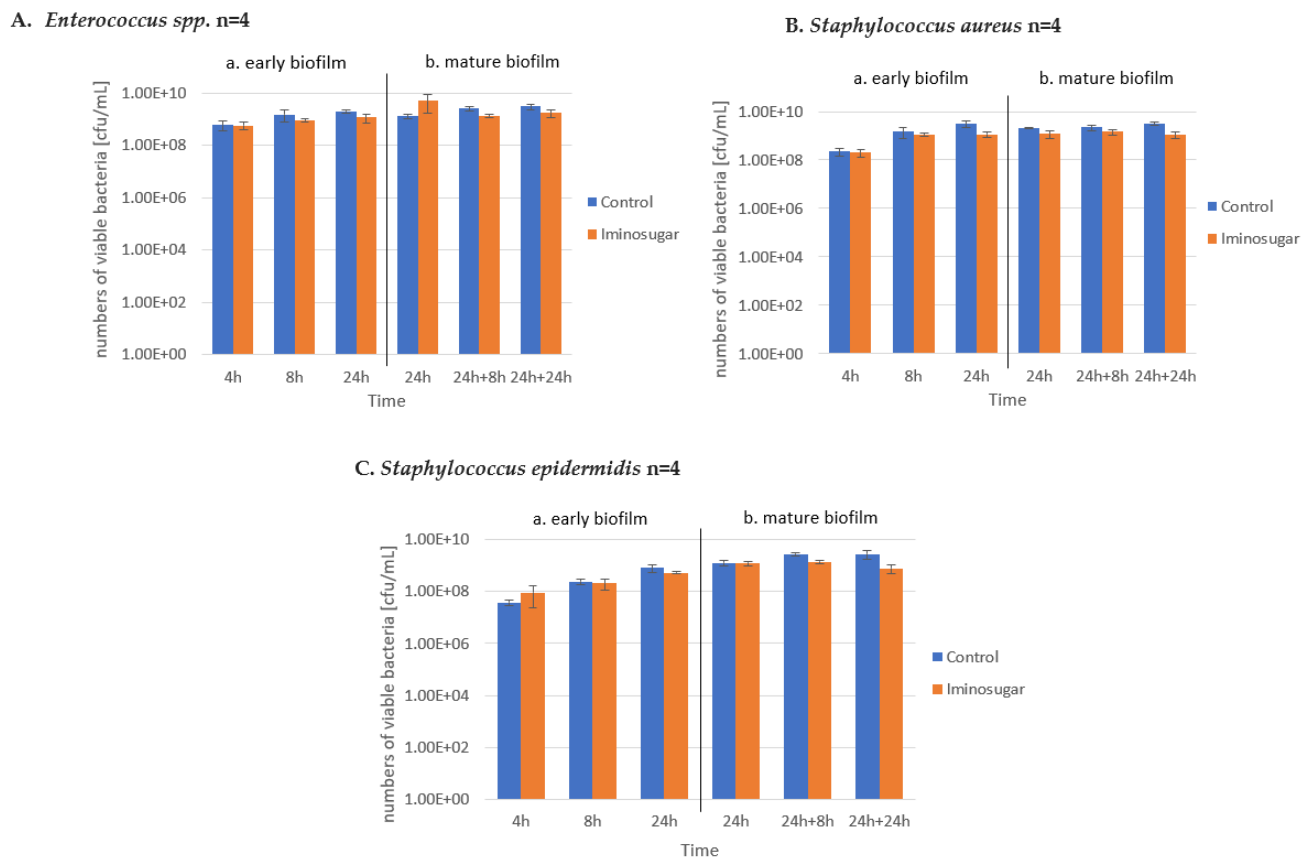 A. Enterococcus spp. n=4
a. early biofilm
b. mature biofilm
numbers of viable bacteria [cfu/mL]
1.00E+10
1.00E+08
1.00E+06
1.00E+04
1.00E+02
1.00E+00
4h 8h 24h 24h 24h+8h 24h+24h
Time
Control
Iminosugar
B. Staphylococcus aureus n=4
a. early biofilm
b. mature biofilm
numbers of viable bacteria [cfu/mL]
1.00E+10
1.00E+08
1.00E+06
1.00E+04
1.00E+02
1.00E+00
4h 8h 24h 24h 24h+8h 24h+24h
Time
Control
Iminosugar
C. Staphylococcus epidermidis n=4
a. early biofilm
b. mature biofilm
numbers of viable bacteria [cfu/mL]
1.00E+10
1.00E+08
1.00E+06
1.00E+04
1.00E+02
1.00E+00
4h 8h 24h 24h 24h+8h 24h+24h
Time
Control
Iminosugar